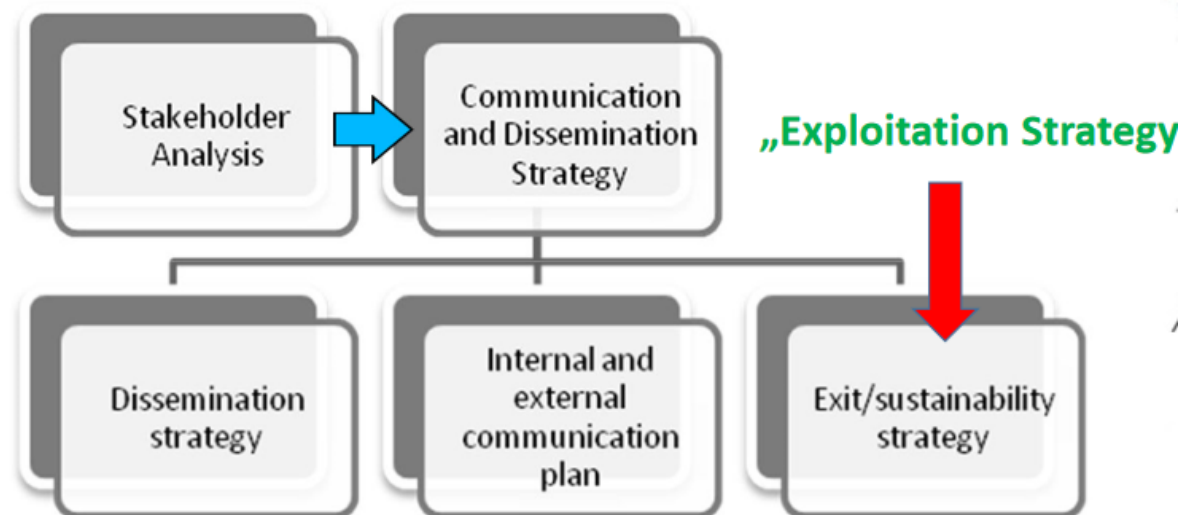 Stakeholder
Analysis
Communication
and Dissemination
Strategy
„Exploitation Strategy
Dissemination
strategy
Internal and
external
communication
plan
Exit/sustainability
strategy